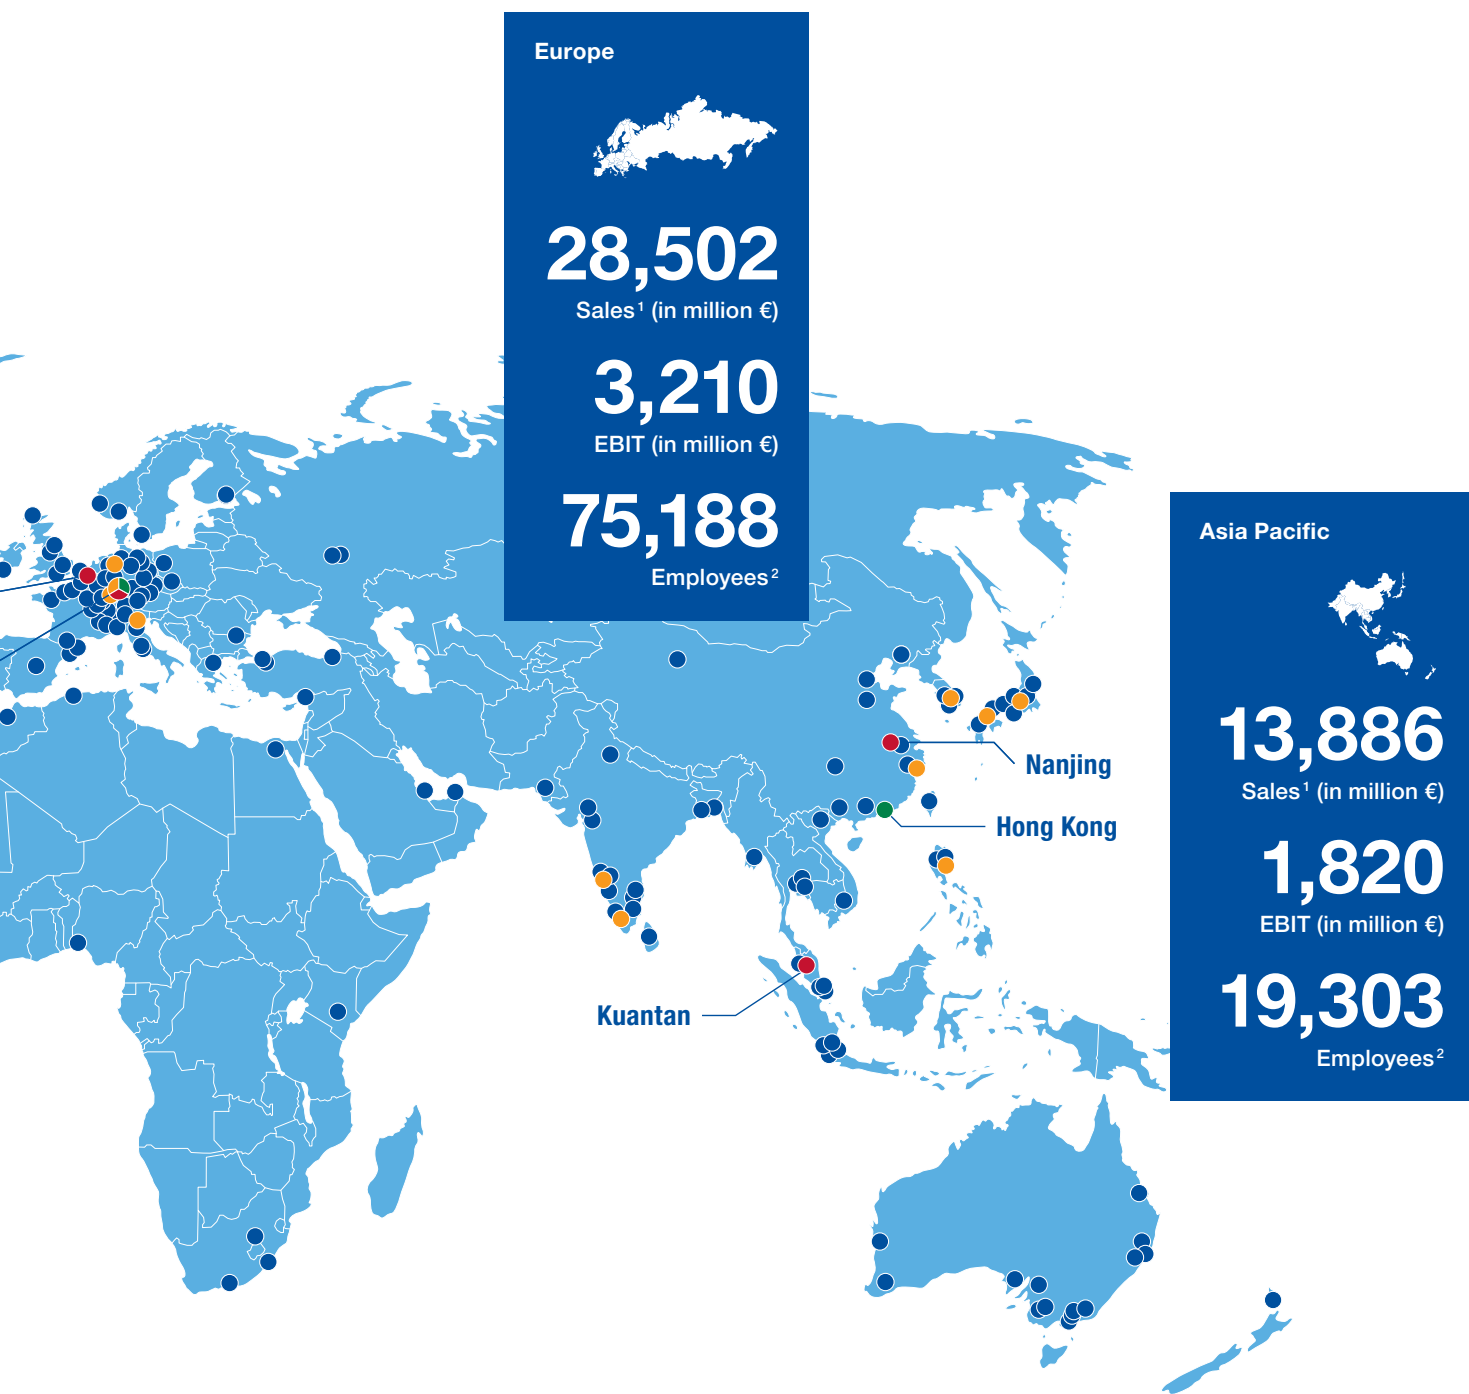 Europe
28,502
Sales¹ (in million €)
3,210
EBIT (in million €)
75,188
Employees²
Asia Pacific
13,886
Sales¹ (in million €)
1,820
EBIT (in million €)
19,303
Employees²
Nanjing
Hong Kong
Kuantan